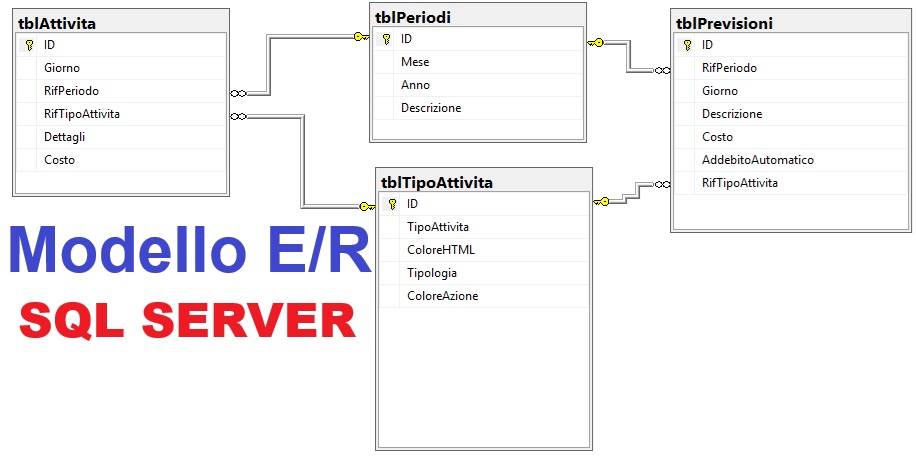 tblAttivita
ID
Giorno
RifPeriodo
RifTipoAttivita
Dettagli
Costo
tblPeriodi
ID
Mese
Anno
Descrizione
tblPrevisioni
ID
RifPeriodo
Giorno
Descrizione
Costo
AddebitoAutomatico
RifTipoAttivita
tblTipoAttivita
ID
TipoAttivita
ColoreHTML
Tipologia
ColoreAzione
Modello E/R
SQL SERVER